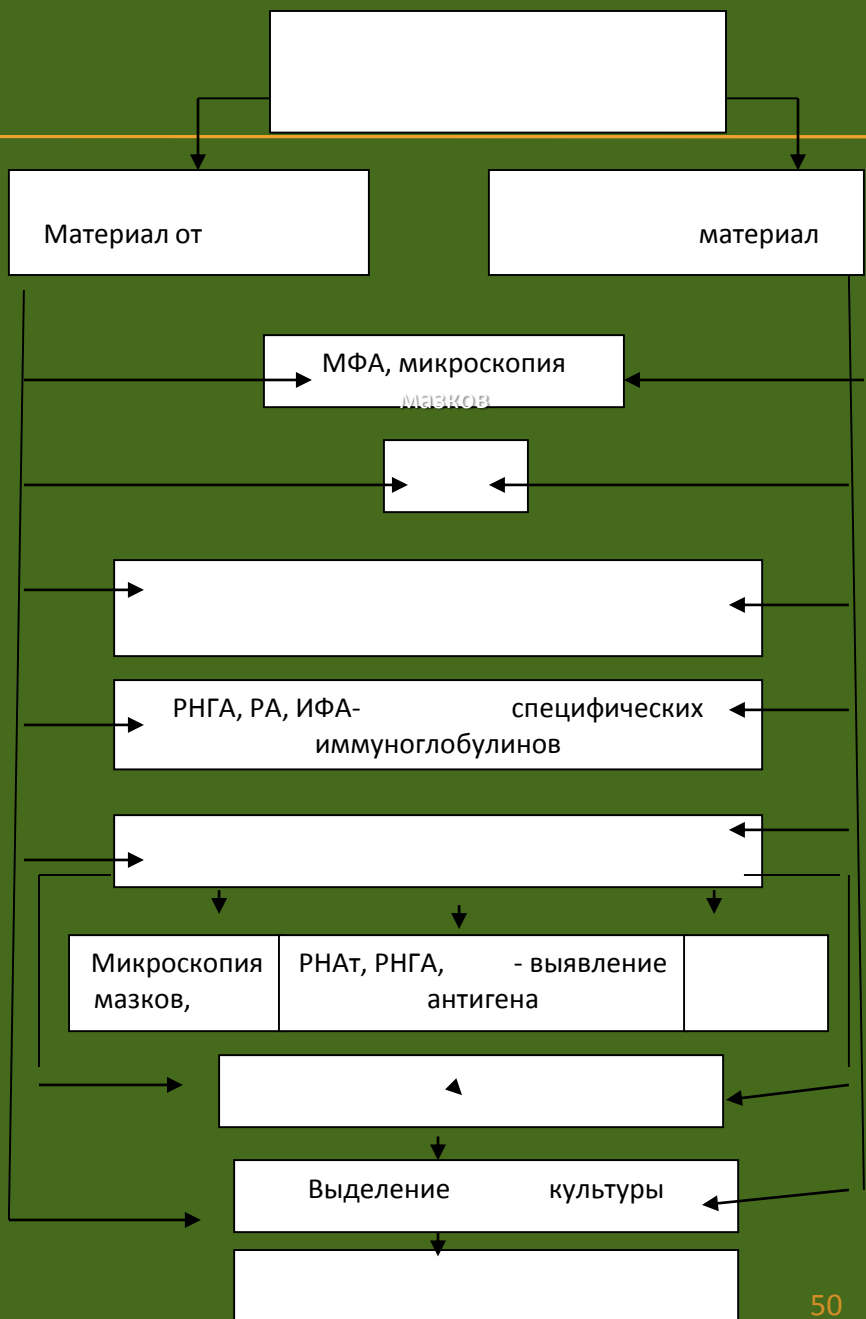 Материал от
материал
МФА, микроскопия
мазков
РНГА, РА, ИФА- специфических
иммуноглобулинов
Микроскопия
мазков,
РНАт, РНГА, - выявление
антигена
Выделение культуры
50